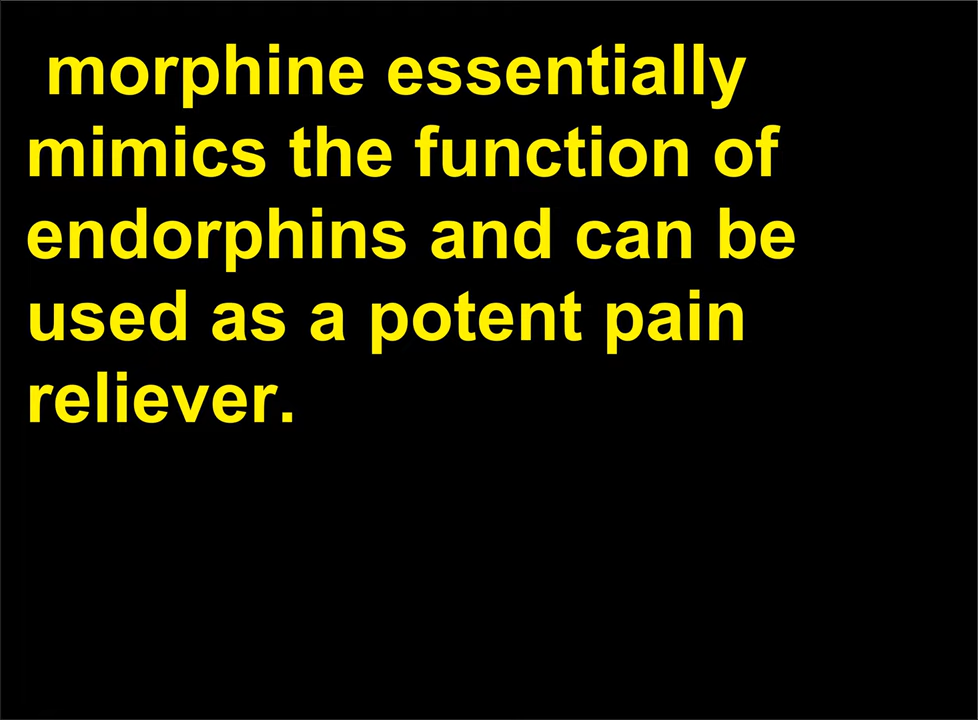 morphine essentially
mimics the function of
endorphins and can be
used as a potent pain
reliever.